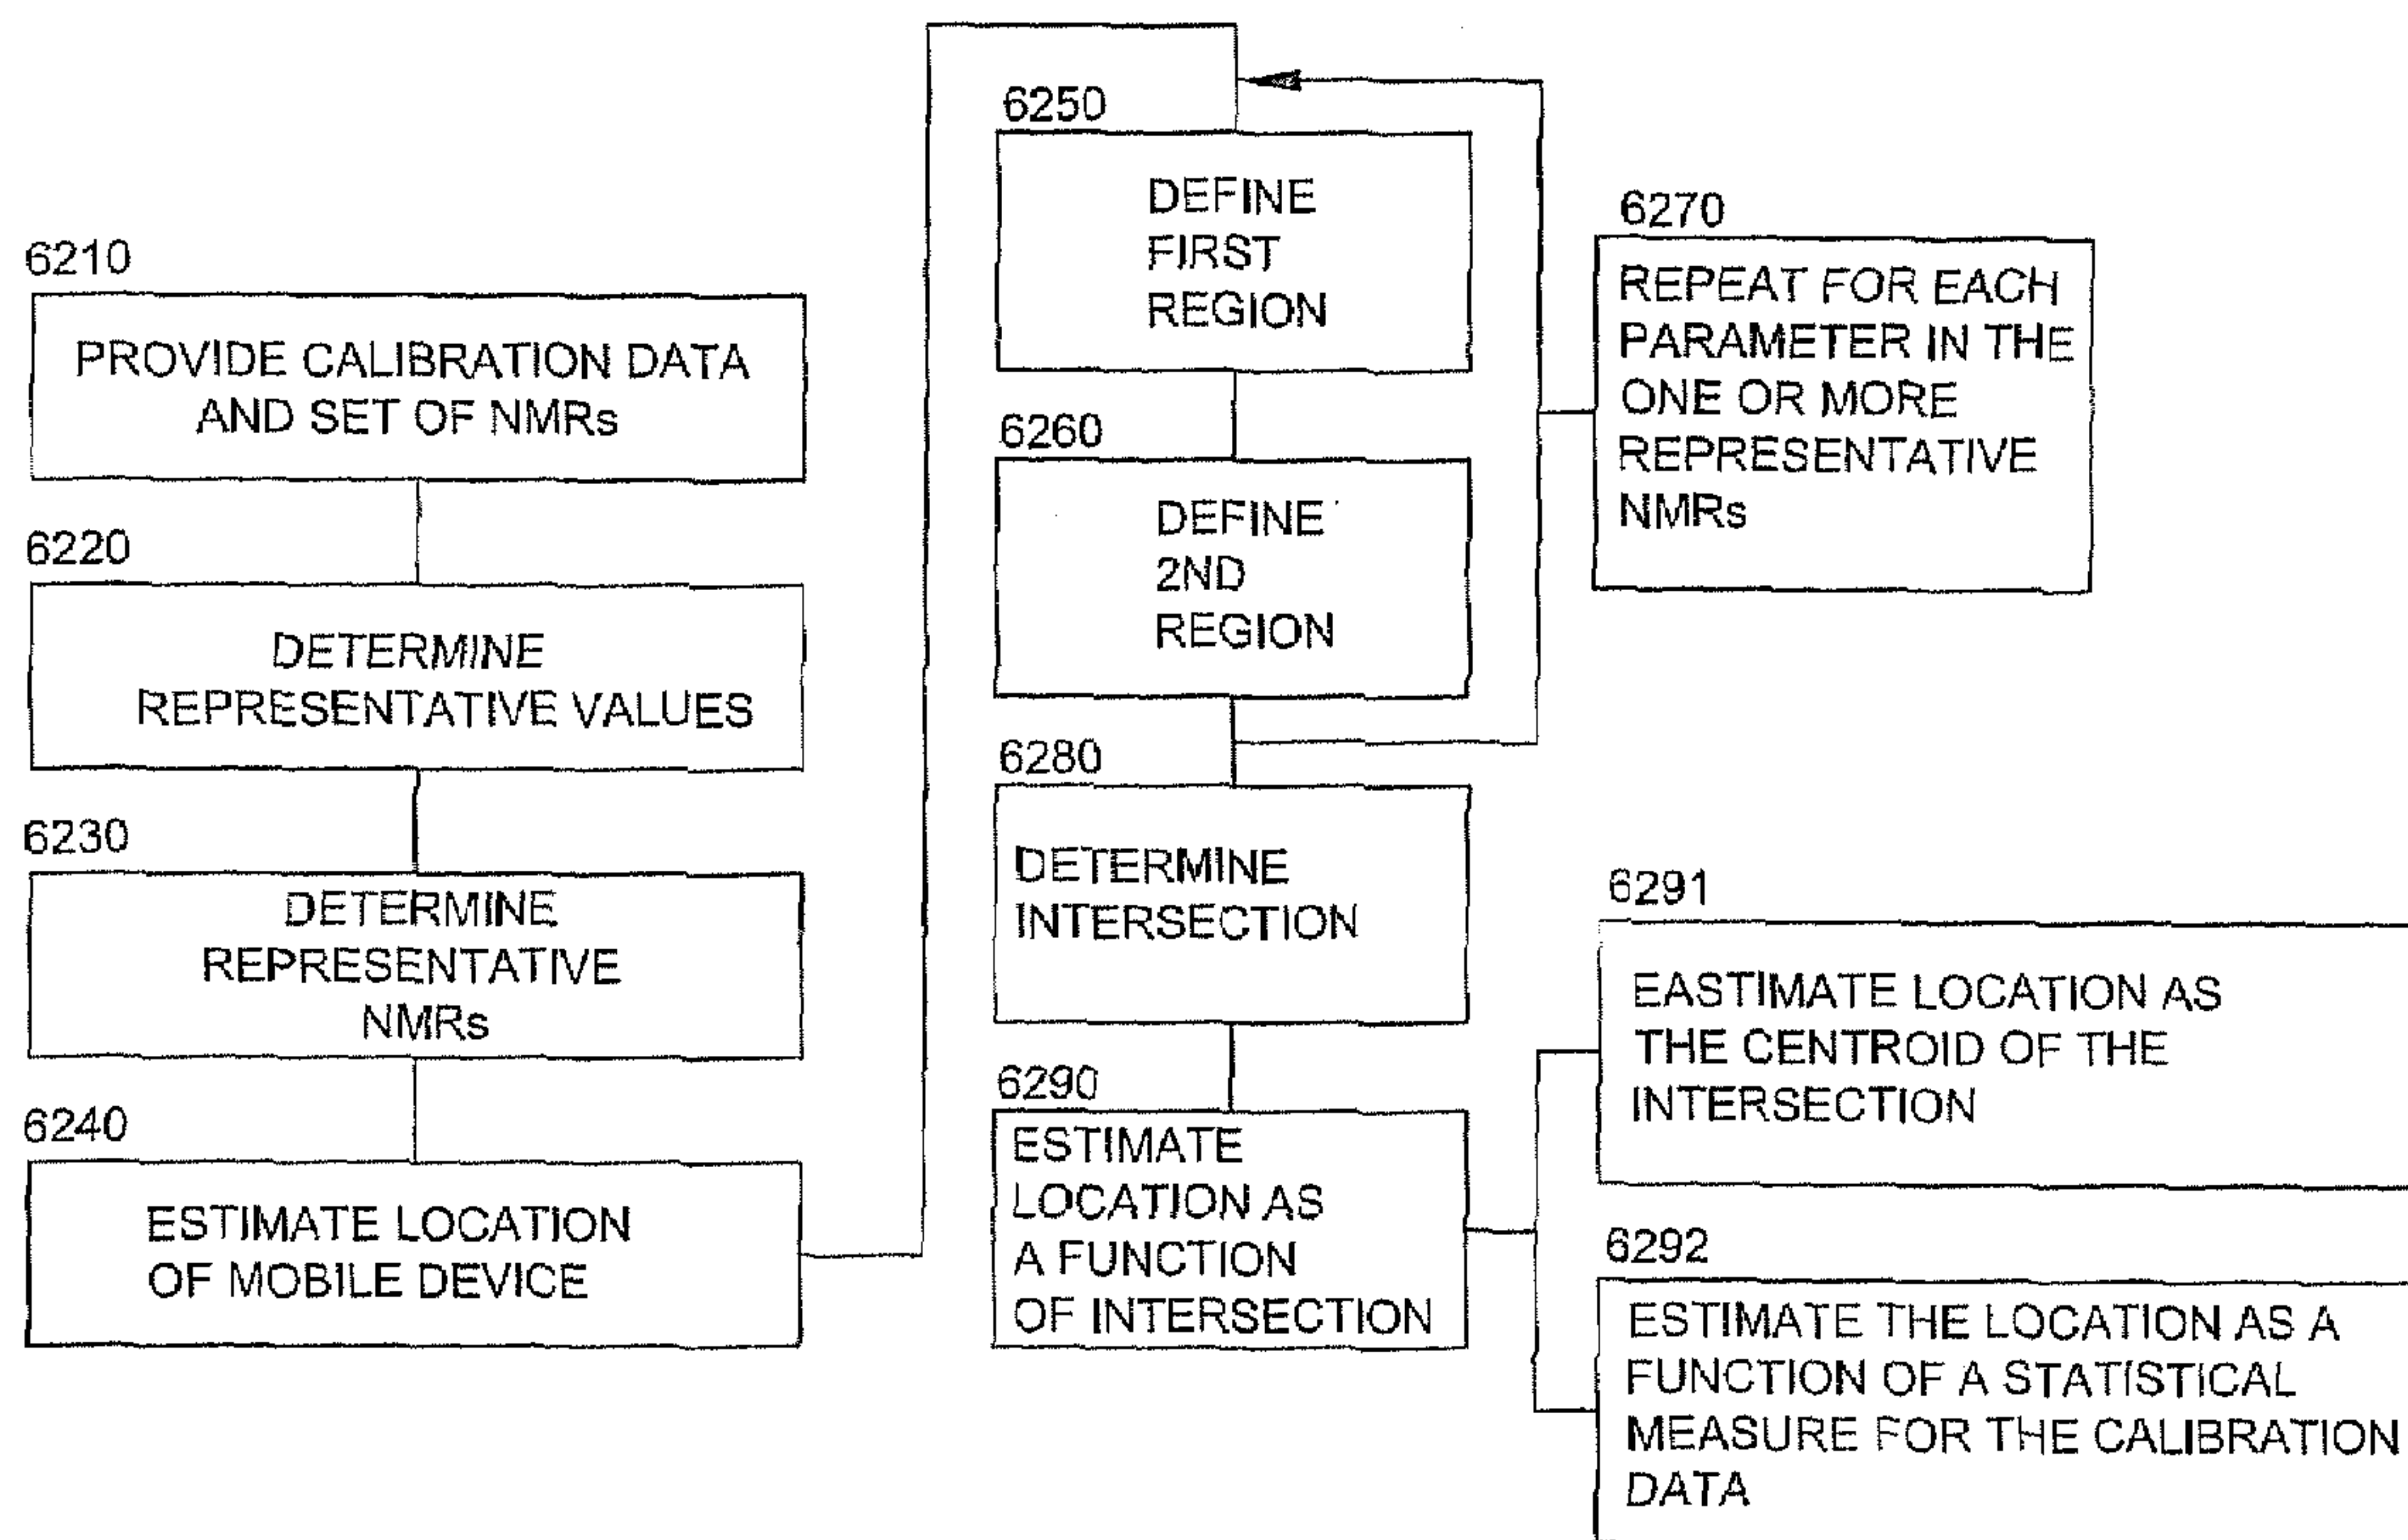 6210
PROVIDE CALIBRATION DATA
AND SET OF NMRs
6220
DETERMINE
REPRESENTATIVE VALUES
6230
DETERMINE
REPRESENTATIVE
NMRs
6240
ESTIMATE LOCATION
OF MOBILE DEVICE
6250
DEFINE
FIRST
REGION
6260
DEFINE
2ND
REGION
6270
REPEAT FOR EACH
PARAMETER IN THE
ONE OR MORE
REPRESENTATIVE
NMRs
6280
DETERMINE
INTERSECTION
6290
ESTIMATE
LOCATION AS
A FUNCTION
OF INTERSECTION
6291
EASTIMATE LOCATION AS
THE CENTROID OF THE
INTERSECTION
6292
ESTIMATE THE LOCATION AS A
FUNCTION OF A STATISTICAL
MEASURE FOR THE CALIBRATION
DATA